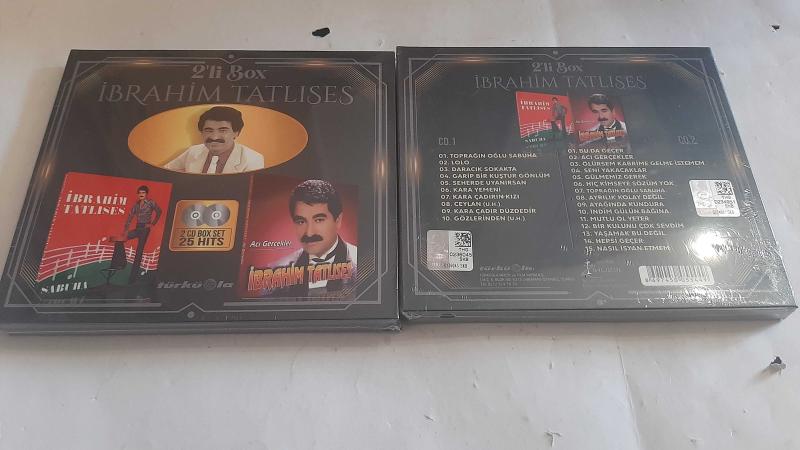 2'li Box
İBRAHİM TATLISES
İBRAHİM
TATLISES
SABUHA
2 CD BOX SET
25 HITS
Acı Gerçekler
İBRAHİM TATLISES
türküola
2'li Box
İBRAHİM TATLISES
İBRAHİM
TATLISES
SABUHA
CD. 1
01. TOPRAĞIN OĞLU SABUHA
02. LOLO
03. DARACIK SOKAKTA
04. GARİP BİR KUŞTUR GÖNLÜM
05. SEHERDE UYANIRSAN
06. KARA YEMENİ
07. KARA ÇADIRIN KIZI
08. CEYLAN (U.H.)
09. KARA ÇADIR DÜZDEDİR
10. GÖZLERİNDEN (U.H.)
CD. 2
01. BU DA GEÇER
02. ACI GERÇEKLER
03. ÖLÜRSEM KABRİME GELME İSTEMEM
04. SENİ YAKACAKLAR
05. GÜLMEMİZ GEREK
06. HİÇ KİMSEYE SÖZÜM YOK
07. TOPRAĞIN OĞLU SABUHA
08. AYRILIK KOLAY DEĞİL
09. AYAĞINDA KUNDURA
10. İNDİM GÜLÜN BAĞINA
11. MUTLU OL YETER
12. BİR KULUNU ÇOK SEVDİM
13. YAŞAMAK BU DEĞİL
14. HEPSİ GEÇER
15. NASIL İSYAN ETMEM
türküola